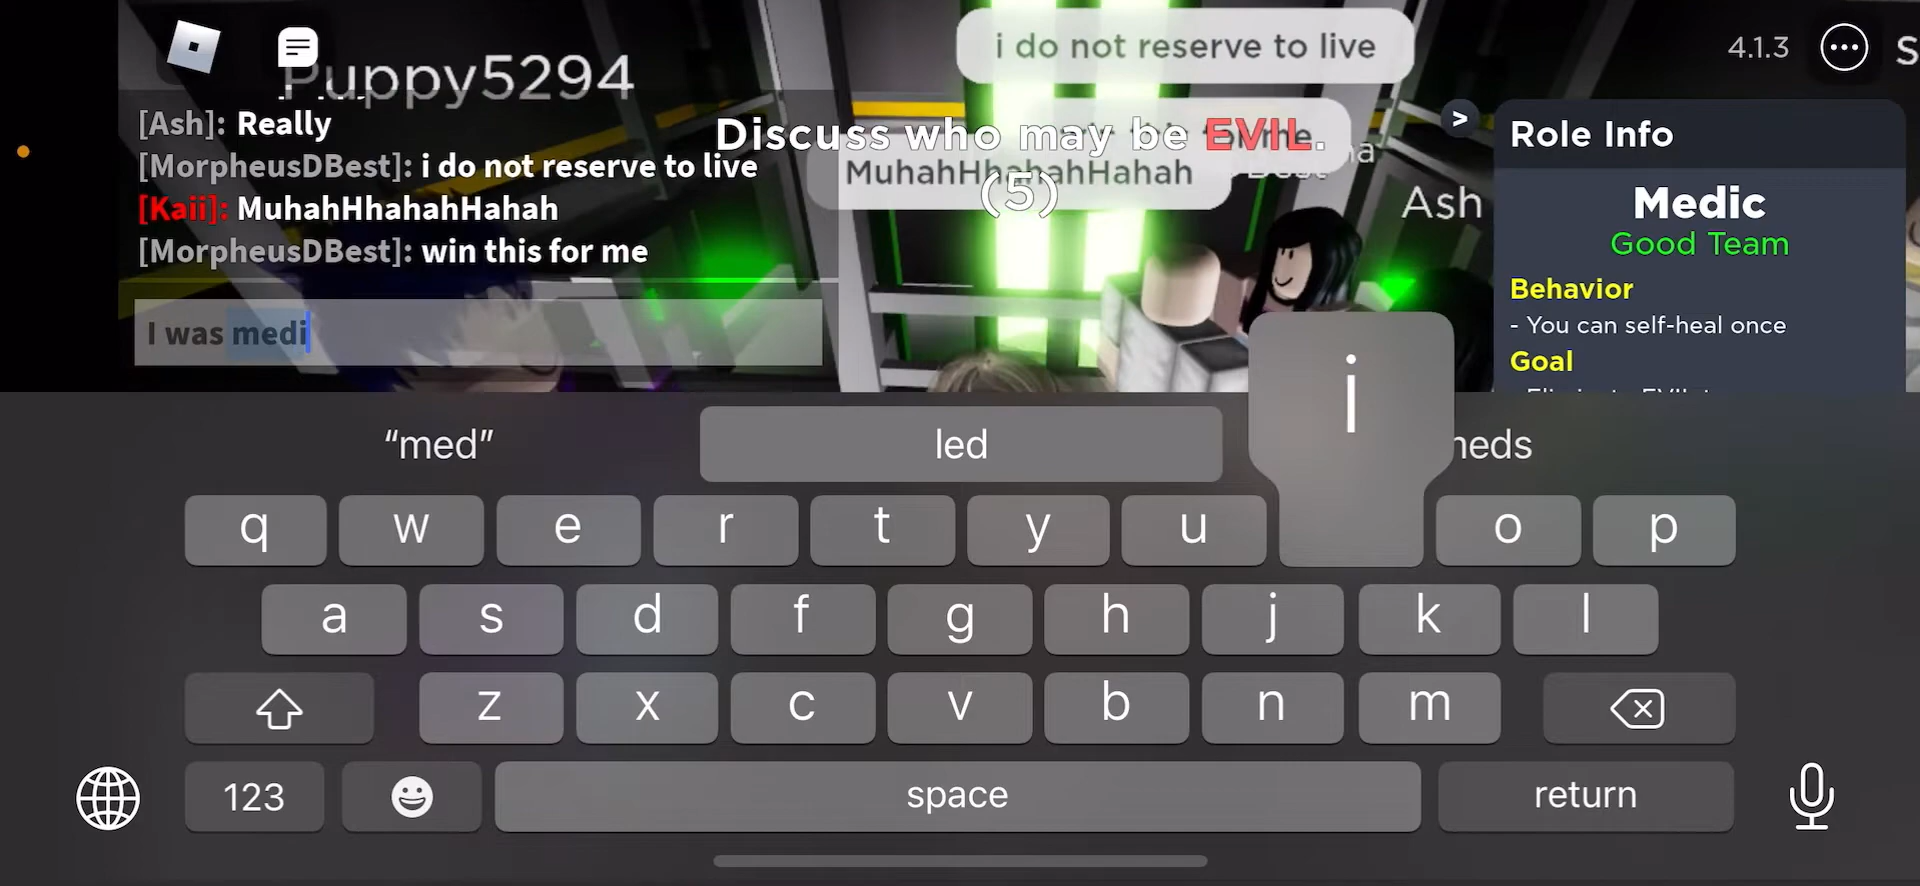 Puppy5294
i do not reserve to live
4.1.3
[Ash]: Really
[MorpheusDBest]: i do not reserve to live
[Kaii]: MuhahHhahahHahah
[MorpheusDBest]: win this for me
I was medi
Discuss who may be EVIL.
(5)
MuhahHhahahHahah
Ash
Role Info
Medic
Good Team
Behavior
- You can self-heal once
Goal
“med”
led
q w e r t y u i o p
a s d f g h j k l
z x c v b n m
123
space
return